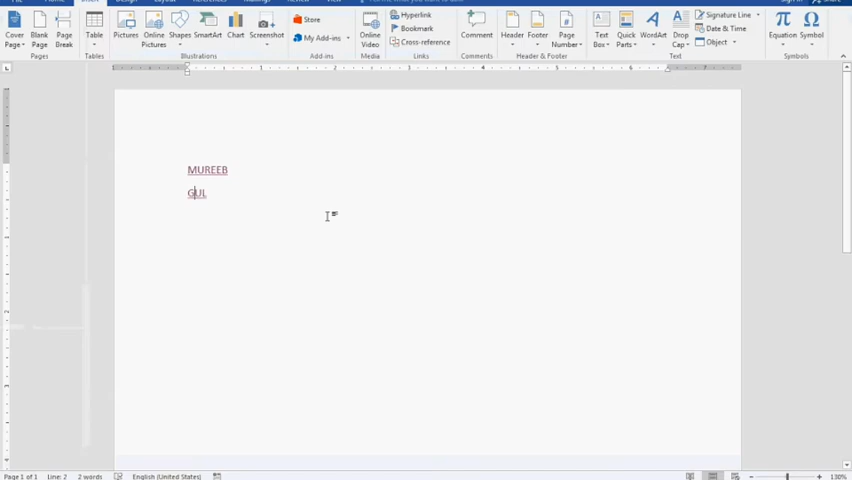 Insert
Store
My Add-ins
Hyperlink
Bookmark
Cross-reference
Signature Line
Date & Time
Object
Cover Page
Blank Page
Page Break
Table
Pictures
Online Pictures
Shapes
SmartArt
Chart
Screenshot
Online Video
Comment
Header
Footer
Page Number
Text Box
Quick Parts
WordArt
Drop Cap
Equation
Symbol
Pages
Tables
Illustrations
Add-ins
Media
Links
Comments
Header & Footer
Text
Symbols
MUREEB
GUL
Page 1 of 1 Line: 2 2 words English (United States) 130%